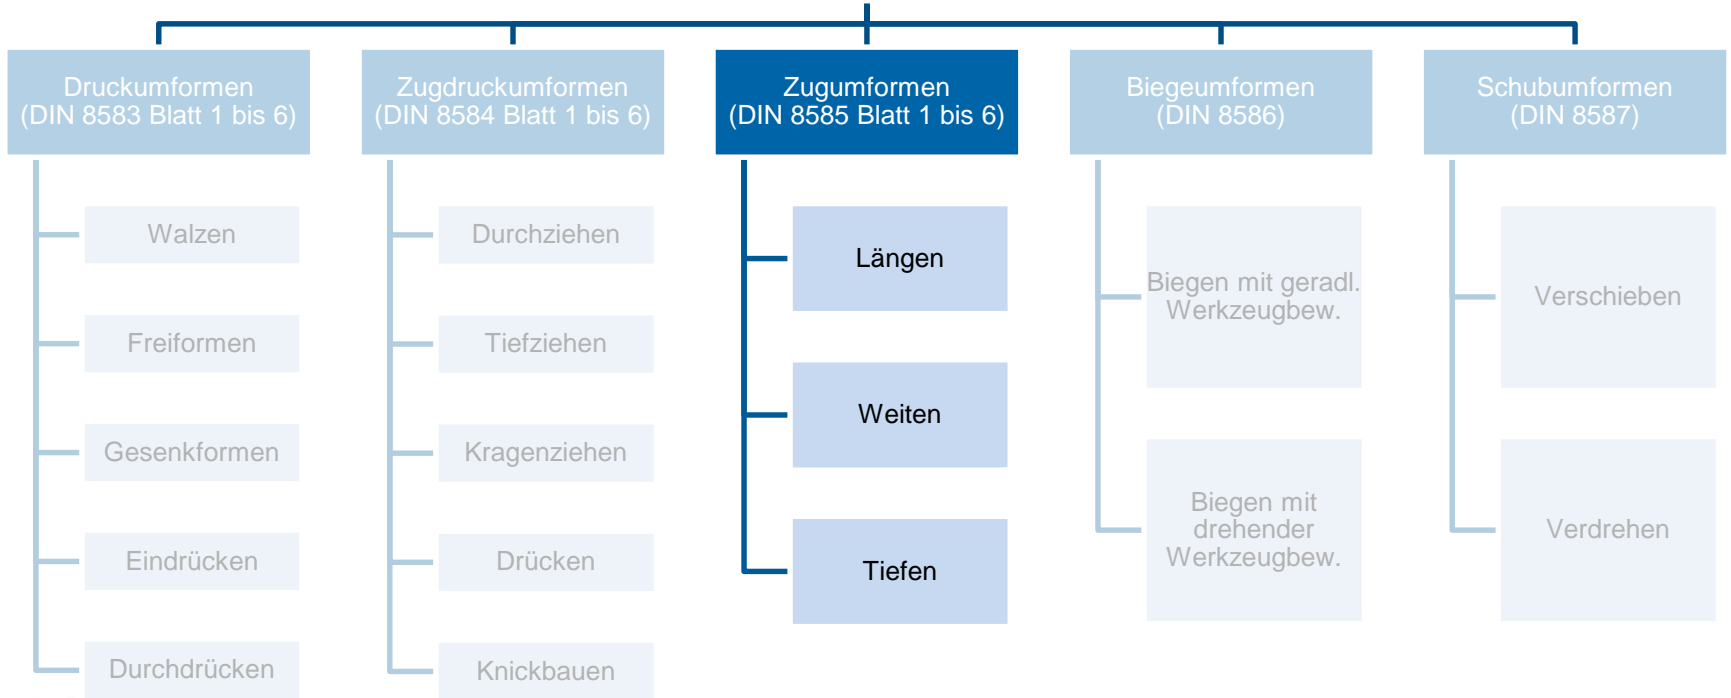 Druckumformen
(DIN 8583 Blatt 1 bis 6)
Walzen
Freiformen
Gesenkformen
Eindrücken
Durchdrücken
Zugdruckumformen
(DIN 8584 Blatt 1 bis 6)
Durchziehen
Tiefziehen
Kragenziehen
Drücken
Knickbauen
Zugumformen
(DIN 8585 Blatt 1 bis 6)
Längen
Weiten
Tiefen
Biegeumformen
(DIN 8586)
Biegen mit geradl.
Werkzeugbew.
Biegen mit
drehender
Werkzeugbew.
Schubumformen
(DIN 8587)
Verschieben
Verdrehen